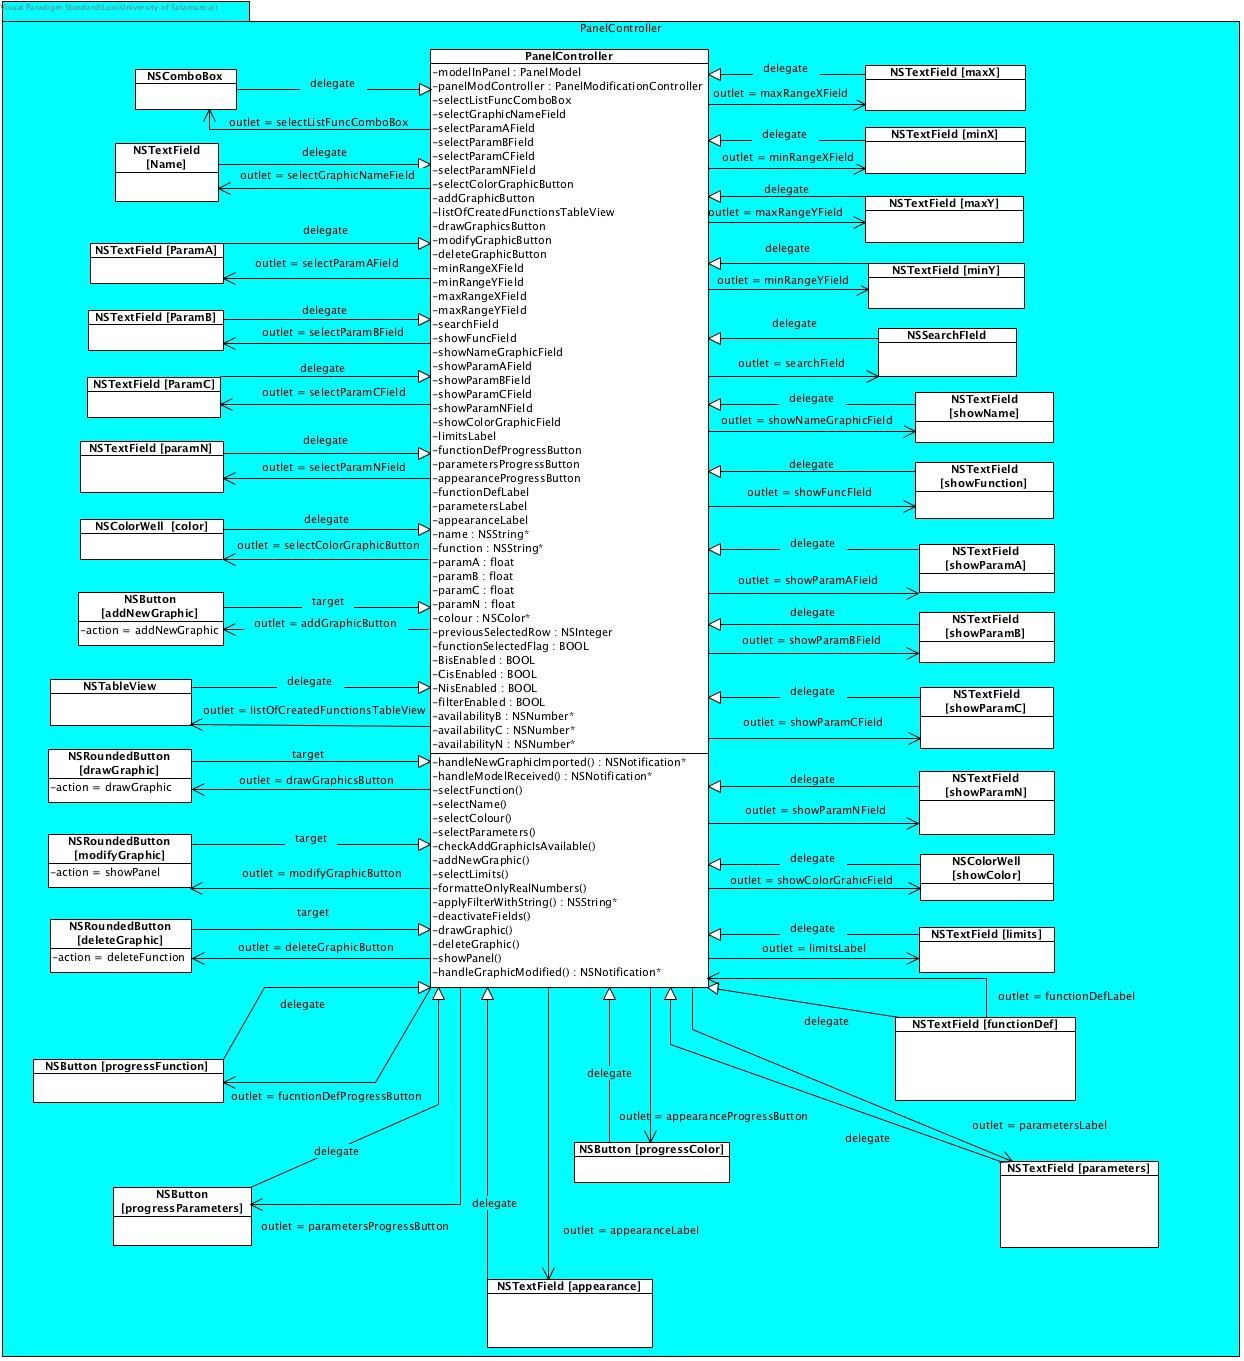 Visual Paradigm Standard(Luis(University of Salamanca))
PanelController
PanelController
-modelInPanel : PanelModel
-panelModController : PanelModificationController
-selectListFuncComboBox
-selectGraphicNameField
-selectParamAField
-selectParamBField
-selectParamCField
-selectParamNField
-selectColorGraphicButton
-addGraphicButton
-listOfCreatedFunctionsTableView
-drawGraphicsButton
-modifyGraphicButton
-deleteGraphicButton
-minRangeXField
-minRangeYField
-maxRangeXField
-maxRangeYField
-searchField
-showFuncField
-showNameGraphicField
-showParamAField
-showParamBField
-showParamCField
-showParamNField
-showColorGraphicField
-limitsLabel
-functionDefProgressButton
-parametersProgressButton
-appearanceProgressButton
-functionDefLabel
-parametersLabel
-appearanceLabel
-name : NSString*
-function : NSString*
-paramA : float
-paramB : float
-paramC : float
-paramN : float
-colour : NSColor*
-previousSelectedRow : NSInteger
-functionSelectedFlag : BOOL
-BisEnabled : BOOL
-CisEnabled : BOOL
-NisEnabled : BOOL
-filterEnabled : BOOL
-availabilityB : NSNumber*
-availabilityC : NSNumber*
-availabilityN : NSNumber*
-handleNewGraphicImported() : NSNotification*
-handleModelReceived() : NSNotification*
-selectFunction()
-selectName()
-selectColour()
-selectParameters()
-checkAddGraphicIsAvailable()
-addNewGraphic()
-selectLimits()
-formatteOnlyRealNumbers()
-applyFilterWithString() : NSString*
-deactivateFields()
-drawGraphic()
-deleteGraphic()
-showPanel()
-handleGraphicModified() : NSNotification*
NSComboBox
delegate
outlet = selectListFuncComboBox
NSTextField
[Name]
delegate
outlet = selectGraphicNameField
NSTextField [ParamA]
delegate
outlet = selectParamAField
NSTextField [ParamB]
delegate
outlet = selectParamBField
NSTextField [ParamC]
delegate
outlet = selectParamCField
NSTextField [paramN]
delegate
outlet = selectParamNField
NSColorWell [color]
delegate
outlet = selectColorGraphicButton
NSButton
[addNewGraphic]
-action = addNewGraphic
target
outlet = addGraphicButton
NSTableView
delegate
outlet = listOfCreatedFunctionsTableView
NSRoundedButton
[drawGraphic]
-action = drawGraphic
target
outlet = drawGraphicsButton
NSRoundedButton
[modifyGraphic]
-action = showPanel
target
outlet = modifyGraphicButton
NSRoundedButton
[deleteGraphic]
-action = deleteFunction
target
outlet = deleteGraphicButton
delegate
NSButton [progressFunction]
outlet = fucntionDefProgressButton
delegate
NSButton
[progressParameters]
outlet = parametersProgressButton
delegate
outlet = appearanceLabel
NSTextField [appearance]
delegate
outlet = appearanceProgressButton
NSButton [progressColor]
delegate
NSTextField [maxX]
outlet = maxRangeXField
delegate
NSTextField [minX]
outlet = minRangeXField
delegate
NSTextField [maxY]
outlet = maxRangeYField
delegate
NSTextField [minY]
outlet = minRangeYField
delegate
NSSearchFIeld
outlet = searchField
delegate
NSTextField
[showName]
outlet = showNameGraphicField
delegate
NSTextField
[showFunction]
outlet = showFuncFIeld
delegate
NSTextField
[showParamA]
outlet = showParamAField
delegate
NSTextField
[showParamB]
outlet = showParamBField
delegate
NSTextField
[showParamC]
outlet = showParamCField
delegate
NSTextField
[showParamN]
outlet = showParamNField
delegate
NSColorWell
[showColor]
outlet = showColorGrahicField
delegate
NSTextField [limits]
outlet = limitsLabel
outlet = functionDefLabel
delegate
NSTextField [functionDef]
outlet = parametersLabel
delegate
NSTextField [parameters]